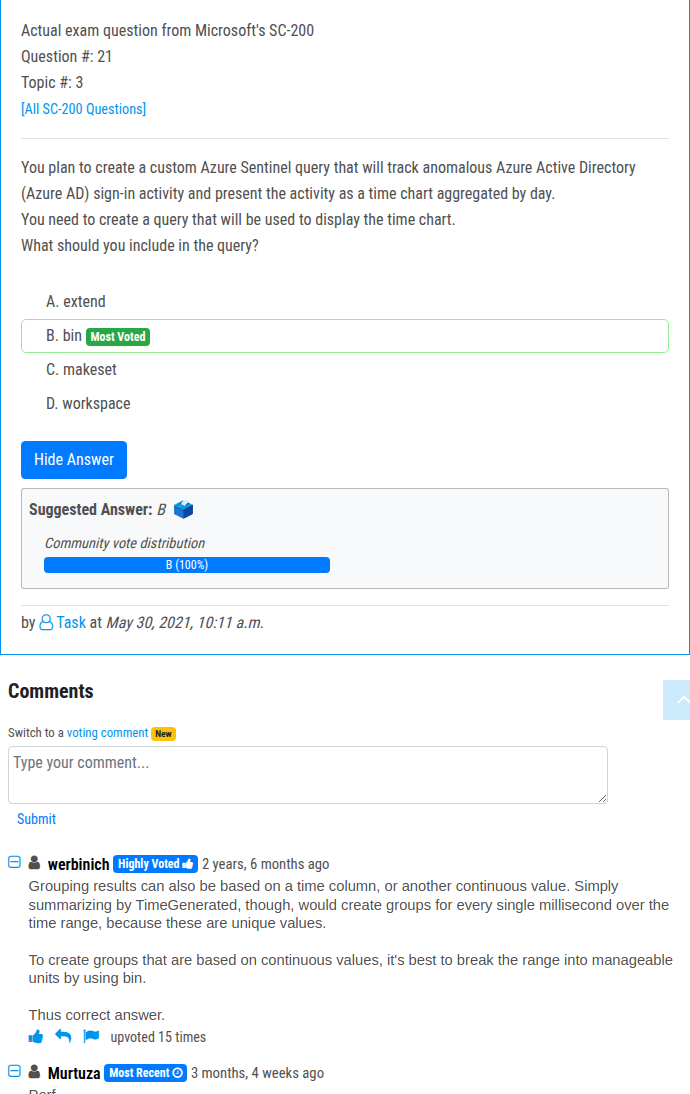 Actual exam question from Microsoft's SC-200
Question #: 21
Topic #: 3
[All SC-200 Questions]
You plan to create a custom Azure Sentinel query that will track anomalous Azure Active Directory
(Azure AD) sign-in activity and present the activity as a time chart aggregated by day.
You need to create a query that will be used to display the time chart.
What should you include in the query?
A. extend
B. bin Most Voted
C. makeset
D. workspace
Hide Answer
Suggested Answer: B
Community vote distribution
B (100%)
by Task at May 30, 2021, 10:11 a.m.
Comments
Switch to a voting comment New
Type your comment...
Submit
werbinich Highly Voted 2 years, 6 months ago
Grouping results can also be based on a time column, or another continuous value. Simply
summarizing by TimeGenerated, though, would create groups for every single millisecond over the
time range, because these are unique values.
To create groups that are based on continuous values, it's best to break the range into manageable
units by using bin.
Thus correct answer.
upvoted 15 times
Murtuza Most Recent 3 months, 4 weeks ago